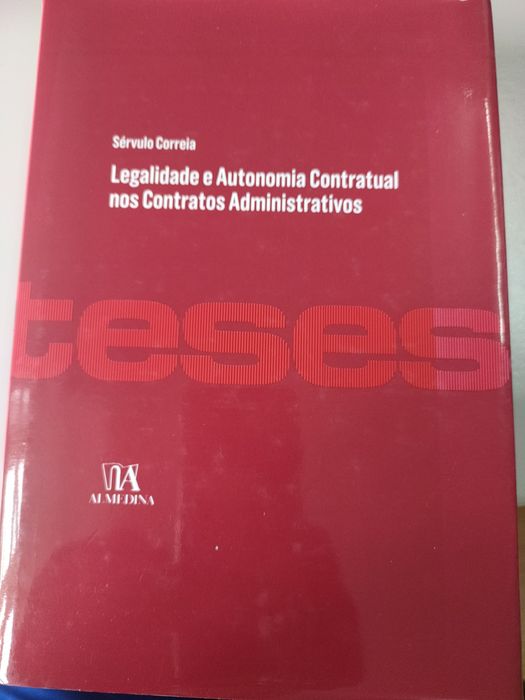 Sérvulo Correia
Legalidade e Autonomia Contratual
nos Contratos Administrativos
teses
ALMEDINA